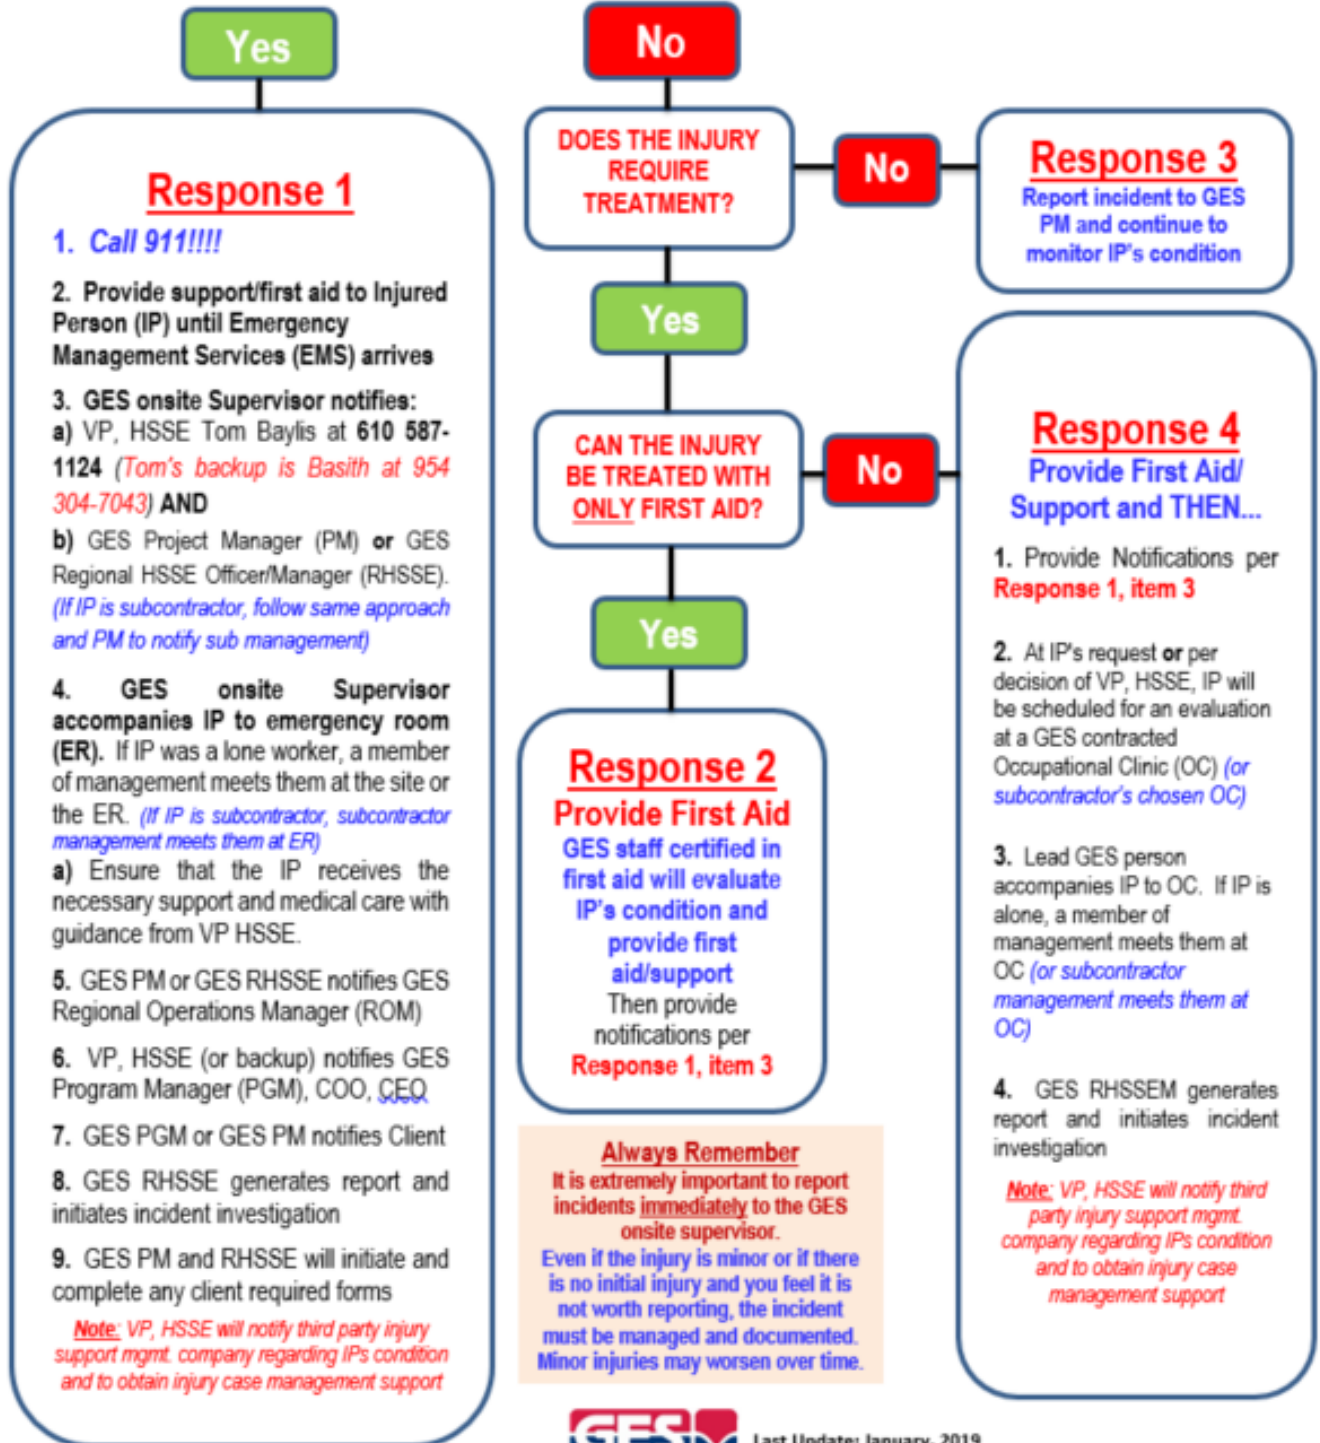 Yes
Response 1
1. Call 911!!!!
2. Provide support/first aid to Injured
Person (IP) until Emergency
Management Services (EMS) arrives
3. GES onsite Supervisor notifies:
a) VP, HSSE Tom Baylis at 610 587-
1124 (Tom's backup is Basith at 954
304-7043) AND
b) GES Project Manager (PM) or GES
Regional HSSE Officer/Manager (RHSSE).
(If IP is subcontractor, follow same approach
and PM to notify sub management)
4. GES onsite Supervisor
accompanies IP to emergency room
(ER). If IP was a lone worker, a member
of management meets them at the site or
the ER. (If IP is subcontractor, subcontractor
management meets them at ER)
a) Ensure that the IP receives the
necessary support and medical care with
guidance from VP HSSE.
5. GES PM or GES RHSSE notifies GES
Regional Operations Manager (ROM)
6. VP, HSSE (or backup) notifies GES
Program Manager (PGM), COO, CEO
7. GES PGM or GES PM notifies Client
8. GES RHSSE generates report and
initiates incident investigation
9. GES PM and RHSSE will initiate and
complete any client required forms
Note: VP, HSSE will notify third party injury
support mgmt. company regarding IPs condition
and to obtain injury case management support
No
DOES THE INJURY
REQUIRE
TREATMENT?
No
Response 3
Report incident to GES
PM and continue to
monitor IP's condition
Yes
CAN THE INJURY
BE TREATED WITH
ONLY FIRST AID?
No
Response 4
Provide First Aid/
Support and THEN...
1. Provide Notifications per
Response 1, item 3
2. At IP's request or per
decision of VP, HSSE, IP will
be scheduled for an evaluation
at a GES contracted
Occupational Clinic (OC) (or
subcontractor's chosen OC)
3. Lead GES person
accompanies IP to OC. If IP is
alone, a member of
management meets them at
OC (or subcontractor
management meets them at
OC)
4. GES RHSSEM generates
report and initiates incident
investigation
Note: VP, HSSE will notify third
party injury support mgmt.
company regarding IPs condition
and to obtain injury case
management support
Yes
Response 2
Provide First Aid
GES staff certified in
first aid will evaluate
IP's condition and
provide first
aid/support
Then provide
notifications per
Response 1, item 3
Always Remember
It is extremely important to report
incidents immediately to the GES
onsite supervisor.
Even if the injury is minor or if there
is no initial injury and you feel it is
not worth reporting, the incident
must be managed and documented.
Minor injuries may worsen over time.
GES
Last Update: January, 2019